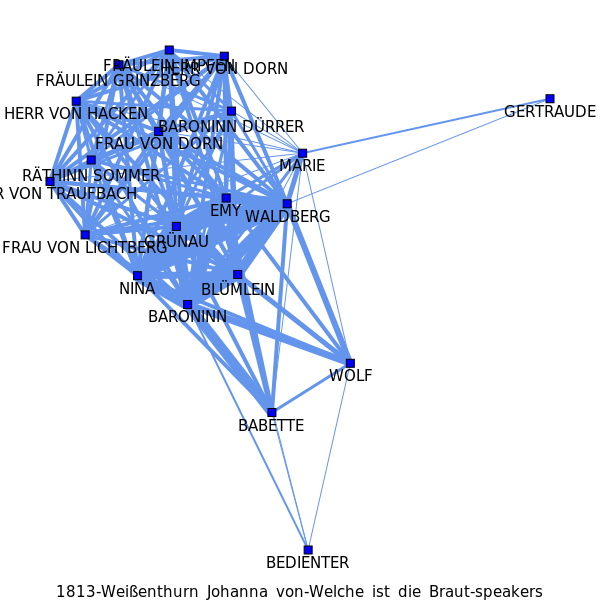 FRÄULEIN IMPFEN
HERR VON DORN
FRÄULEIN GRINZBERG
GERTRAUDE
HERR VON HACKEN
BARONINN DÜRRER
FRAU VON DORN
MARIE
RÄTHINN SOMMER
R VON TRAUFBACH
EMY
WALDBERG
GRÜNAU
FRAU VON LICHTBERG
NINA
BLÜMLEIN
BARONINN
WOLF
BABETTE
BEDIENTER
1813-Weißenthurn Johanna von-Welche ist die Braut-speakers